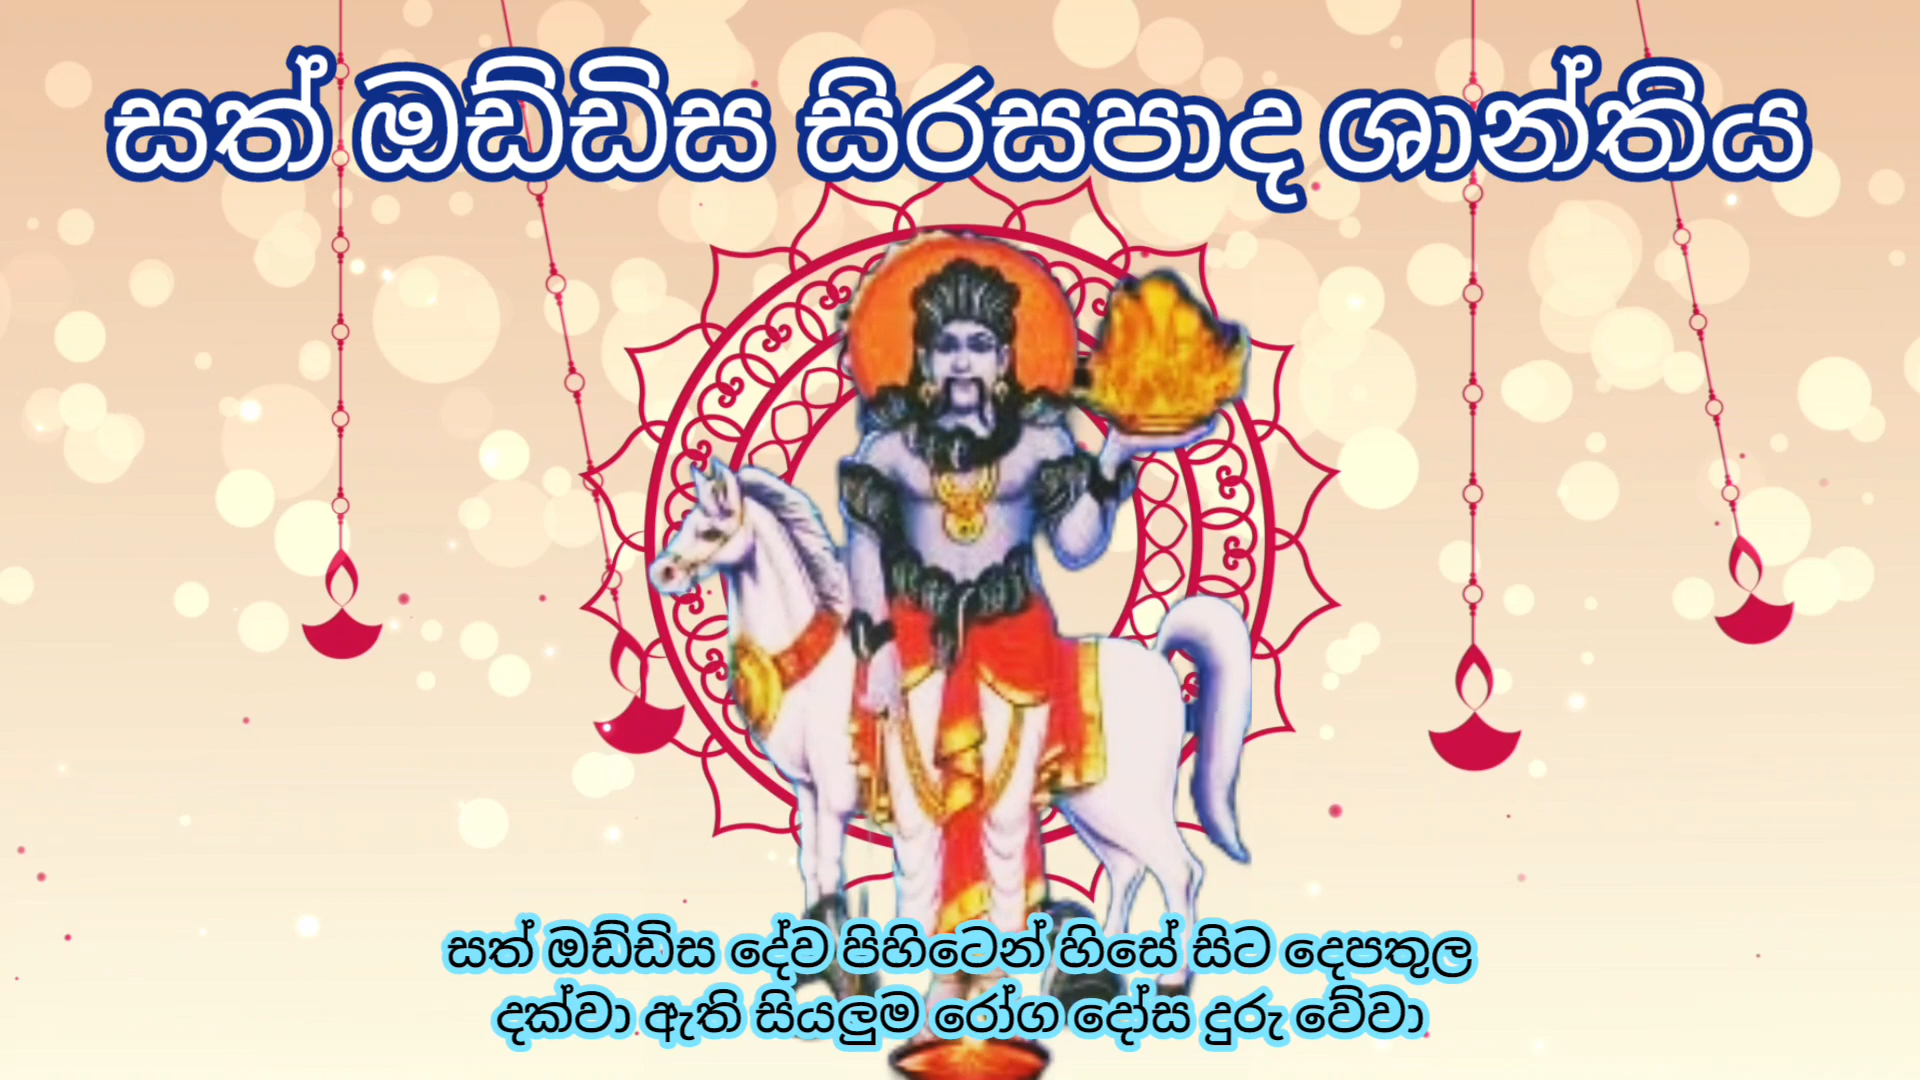 සත් ඔඩ්ඩිස සිරසපාද ශාන්තිය
සත් ඔඩ්ඩිස දේව පිහිටෙන් හිසේ සිට දෙපතුල
දක්වා ඇති සියලුම රෝග දෝස දුරු වේවා